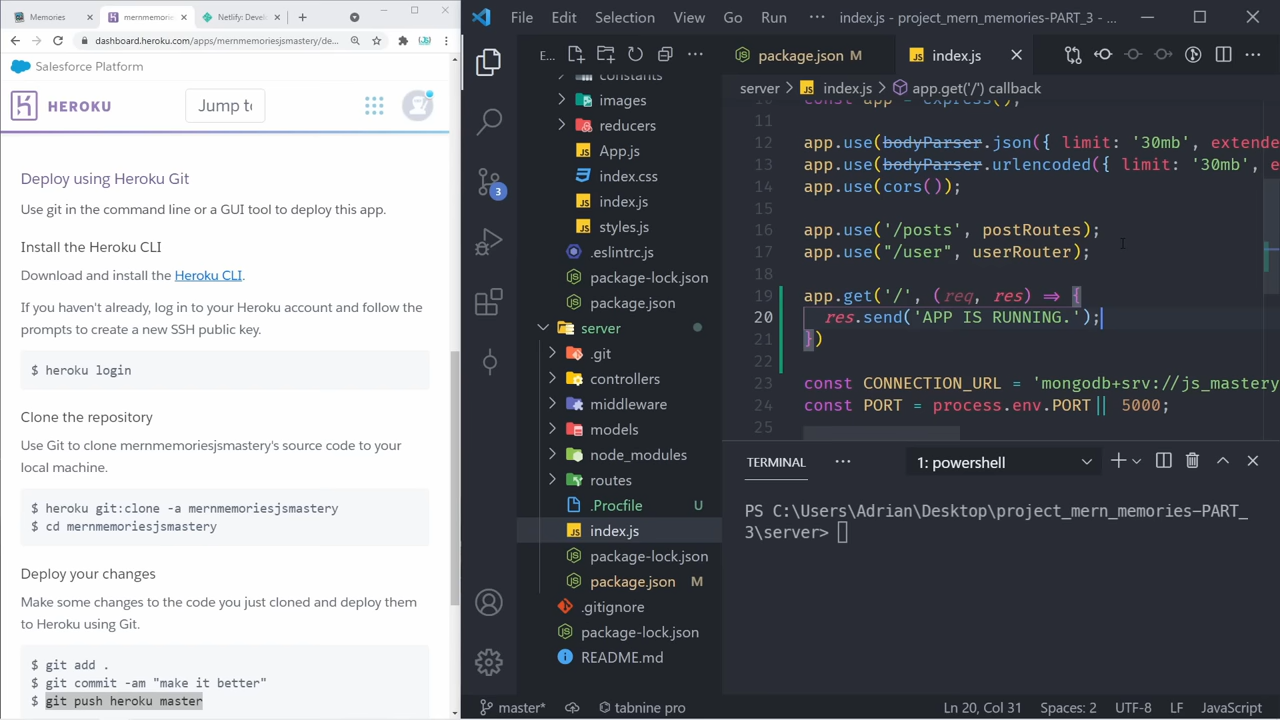 Memories
mernmemories
Netlify: Devel
dashboard.heroku.com/apps/mernmemoriesjsmastery/de...
Salesforce Platform
HEROKU
Jump t
Deploy using Heroku Git
Use git in the command line or a GUI tool to deploy this app.
Install the Heroku CLI
Download and install the Heroku CLI.
If you haven't already, log in to your Heroku account and follow the
prompts to create a new SSH public key.
$ heroku login
Clone the repository
Use Git to clone mernmemoriesjsmastery's source code to your
local machine.
$ heroku git:clone -a mernmemoriesjsmastery
$ cd mernmemoriesjsmastery
Deploy your changes
Make some changes to the code you just cloned and deploy them
to Heroku using Git.
$ git add .
$ git commit -am "make it better"
$ git push heroku master
File Edit Selection View Go Run ··· index.js - project_mern_memories-PART_3 - ...
3
E...
constants
images
reducers
App.js
index.css
index.js
styles.js
.eslintrc.js
package-lock.json
package.json
server
.git
controllers
middleware
models
node_modules
routes
.Procfile U
index.js
package-lock.json
package.json M
.gitignore
package-lock.json
README.md
package.json M
index.js
server > index.js > app.get('/') callback
10 const app = express();
11
12 app.use(bodyParser.json({ limit: '30mb', extende
13 app.use(bodyParser.urlencoded({ limit: '30mb', e
14 app.use(cors());
15
16 app.use('/posts', postRoutes);
17 app.use("/user", userRouter);
18
19 app.get('/', (req, res) => {
20 res.send('APP IS RUNNING.');
21 })
22
23 const CONNECTION_URL = 'mongodb+srv://js_mastery
24 const PORT = process.env.PORT|| 5000;
25
TERMINAL ··· 1: powershell
PS C:\Users\Adrian\Desktop\project_mern_memories-PART_
3\server>
master* tabnine pro Ln 20, Col 31 Spaces: 2 UTF-8 LF JavaScript